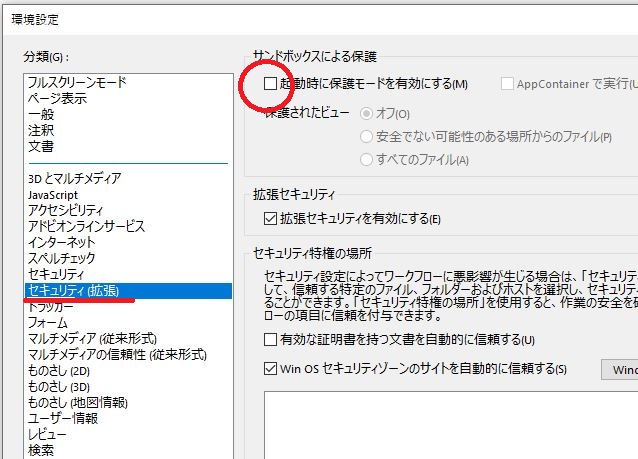 環境設定
分類(G) :
フルスクリーンモード
ページ表示
一般
注釈
文書
3D とマルチメディア
JavaScript
アクセシビリティ
アドビオンラインサービス
インターネット
スペルチェック
セキュリティ
セキュリティ (拡張)
トラッカー
フォーム
マルチメディア (従来形式)
マルチメディアの信頼性 (従来形式)
ものさし (2D)
ものさし (3D)
ものさし (地図情報)
ユーザー情報
レビュー
検索
サンドボックスによる保護
起動時に保護モードを有効にする(M)
AppContainer で実行(U
保護されたビュー
オフ(O)
安全でない可能性のある場所からのファイル(P)
すべてのファイル(A)
拡張セキュリティ
拡張セキュリティを有効にする(E)
セキュリティ特権の場所
セキュリティ設定によってワークフローに悪影響が生じる場合は、「セキュリ
して、信頼する特定のファイル、フォルダーおよびホストを選択し、セキュリテ
ることができます。「セキュリティ特権の場所」を使用すると、作業の安全を確
ローの項目に信頼を付与できます。
有効な証明書を持つ文書を自動的に信頼する(U)
Win OS セキュリティゾーンのサイトを自動的に信頼する(S)
Wind